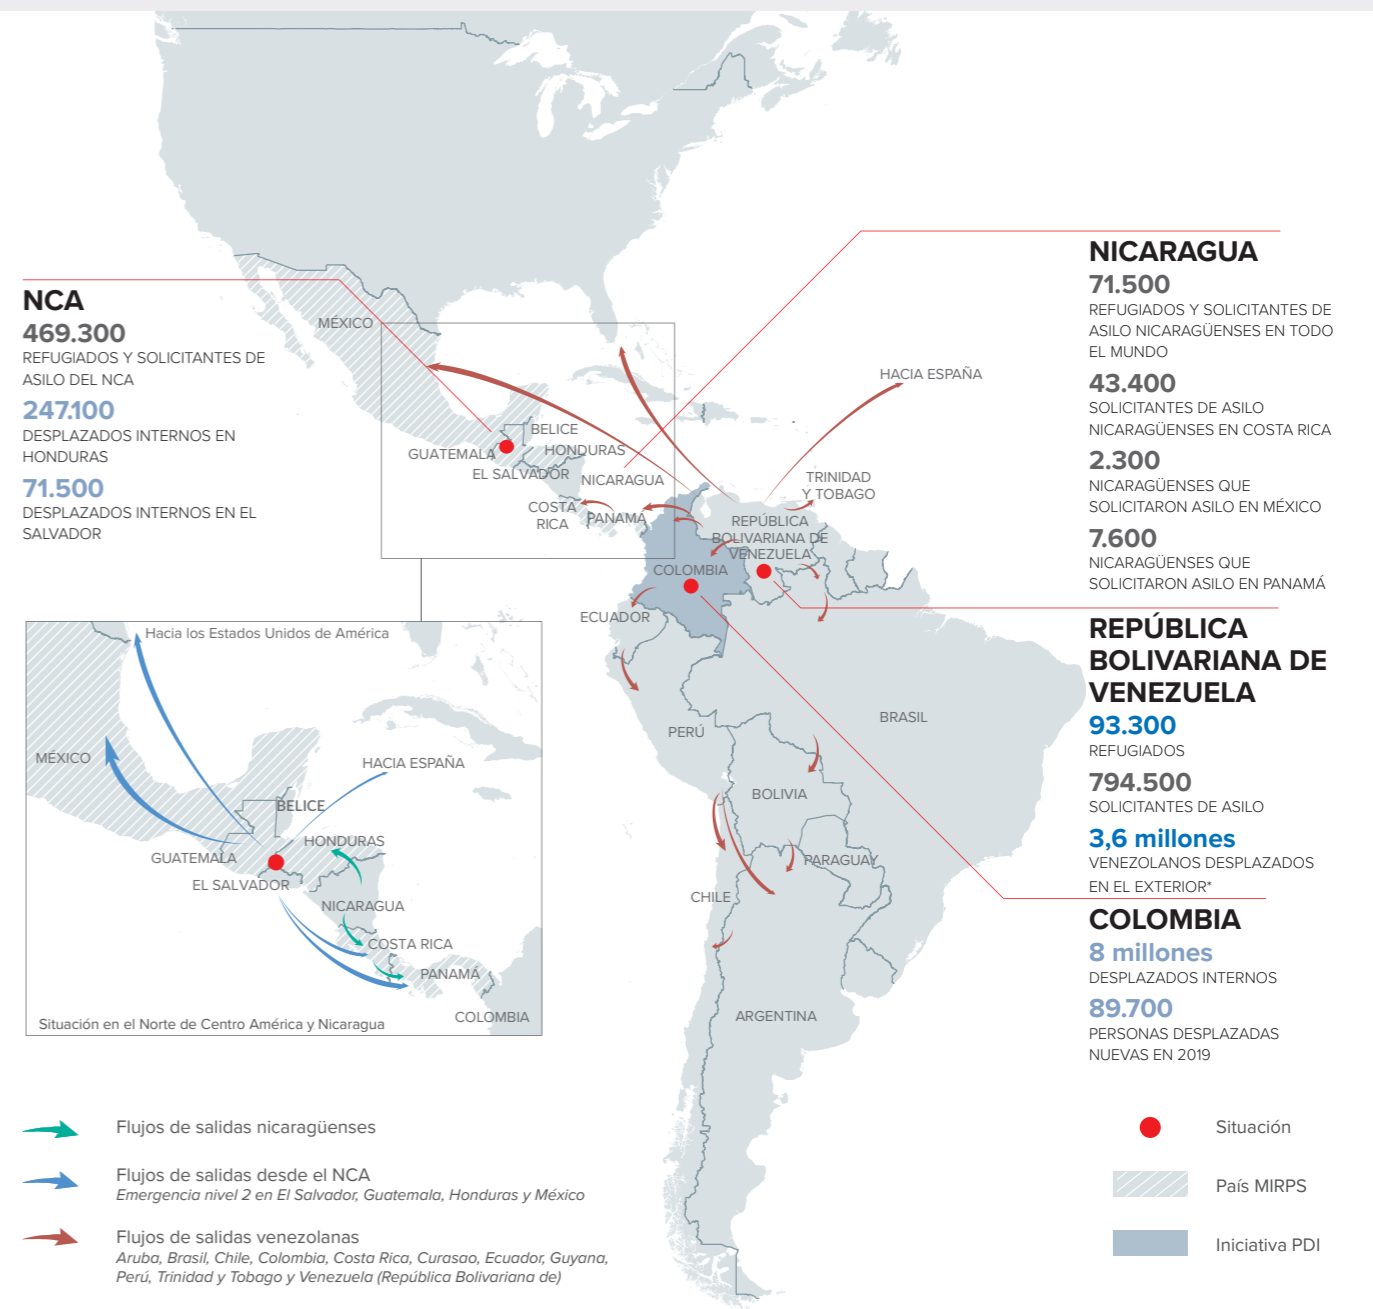 NCA
469.300
REFUGIADOS Y SOLICITANTES DE
ASILO DEL NCA
247.100
DESPLAZADOS INTERNOS EN
HONDURAS
71.500
DESPLAZADOS INTERNOS EN EL
SALVADOR
MÉXICO
BELICE
GUATEMALA
HONDURAS
EL SALVADOR
NICARAGUA
COSTA
RICA
PANAMÁ
HACIA ESPAÑA
TRINIDAD
Y TOBAGO
REPÚBLICA
BOLIVARIANA DE
VENEZUELA
COLOMBIA
ECUADOR
PERÚ
BRASIL
BOLIVIA
PARAGUAY
CHILE
ARGENTINA
NICARAGUA
71.500
REFUGIADOS Y SOLICITANTES DE
ASILO NICARAGÜENSES EN TODO
EL MUNDO
43.400
SOLICITANTES DE ASILO
NICARAGÜENSES EN COSTA RICA
2.300
NICARAGÜENSES QUE
SOLICITARON ASILO EN MÉXICO
7.600
NICARAGÜENSES QUE
SOLICITARON ASILO EN PANAMÁ
REPÚBLICA
BOLIVARIANA DE
VENEZUELA
93.300
REFUGIADOS
794.500
SOLICITANTES DE ASILO
3,6 millones
VENEZOLANOS DESPLAZADOS
EN EL EXTERIOR*
COLOMBIA
8 millones
DESPLAZADOS INTERNOS
89.700
PERSONAS DESPLAZADAS
NUEVAS EN 2019
Hacia los Estados Unidos de América
MÉXICO
HACIA ESPAÑA
BELICE
HONDURAS
GUATEMALA
EL SALVADOR
NICARAGUA
COSTA RICA
PANAMÁ
COLOMBIA
Situación en el Norte de Centro América y Nicaragua
Flujos de salidas nicaragüenses
Flujos de salidas desde el NCA
Emergencia nivel 2 en El Salvador, Guatemala, Honduras y México
Flujos de salidas venezolanas
Aruba, Brasil, Chile, Colombia, Costa Rica, Curasao, Ecuador, Guyana,
Perú, Trinidad y Tobago y Venezuela (República Bolivariana de)
Situación
País MIRPS
Iniciativa PDI